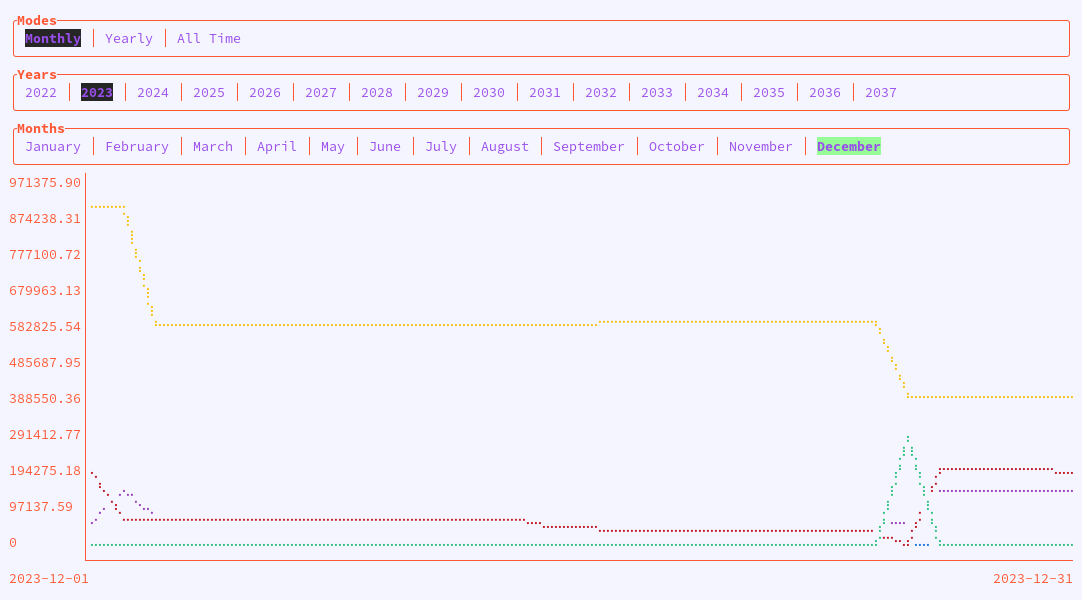 Modes
Monthly │ Yearly │ All Time
Years
2022 │ 2023 │ 2024 │ 2025 │ 2026 │ 2027 │ 2028 │ 2029 │ 2030 │ 2031 │ 2032 │ 2033 │ 2034 │ 2035 │ 2036 │ 2037
Months
January │ February │ March │ April │ May │ June │ July │ August │ September │ October │ November │ December
971375.90
874238.31
777100.72
679963.13
582825.54
485687.95
388550.36
291412.77
194275.18
97137.59
0
2023-12-01 2023-12-31